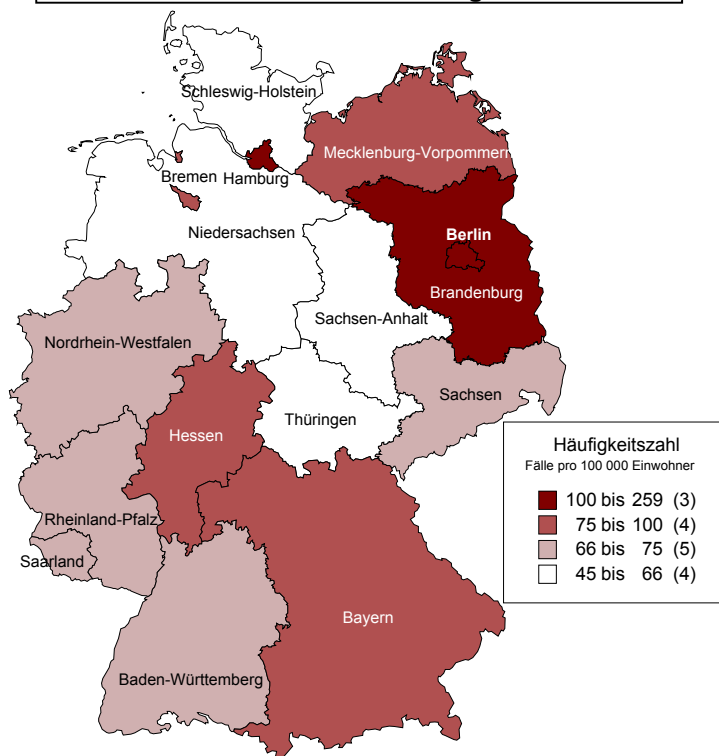 Schleswig-Holstein
Mecklenburg-Vorpommern
Bremen
Hamburg
Niedersachsen
Berlin
Brandenburg
Sachsen-Anhalt
Nordrhein-Westfalen
Sachsen
Thüringen
Hessen
Rheinland-Pfalz
Saarland
Bayern
Baden-Württemberg
Häufigkeitszahl
Fälle pro 100 000 Einwohner
100 bis 259 (3)
75 bis 100 (4)
66 bis 75 (5)
45 bis 66 (4)